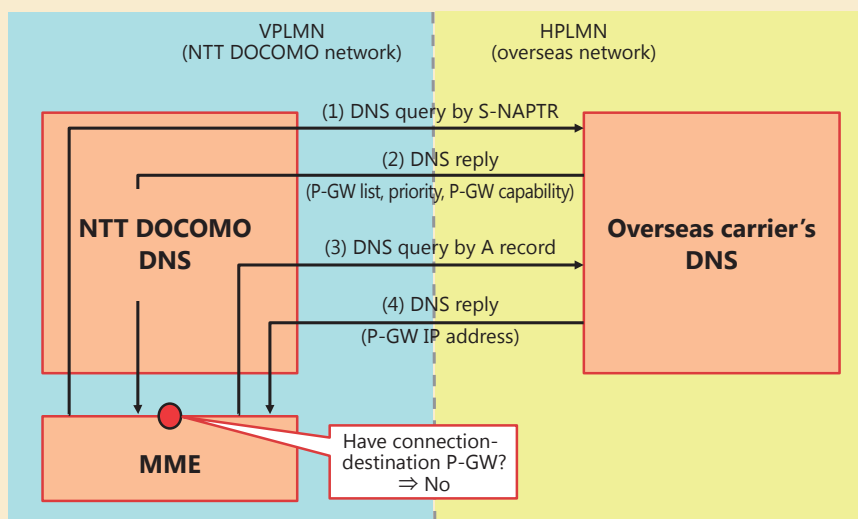 VPLMN
(NTT DOCOMO network)
HPLMN
(overseas network)
(1) DNS query by S-NAPTR
(2) DNS reply
(P-GW list, priority, P-GW capability)
NTT DOCOMO
DNS
Overseas carrier’s
DNS
(3) DNS query by A record
(4) DNS reply
(P-GW IP address)
MME
Have connection-
destination P-GW?
⇒ No